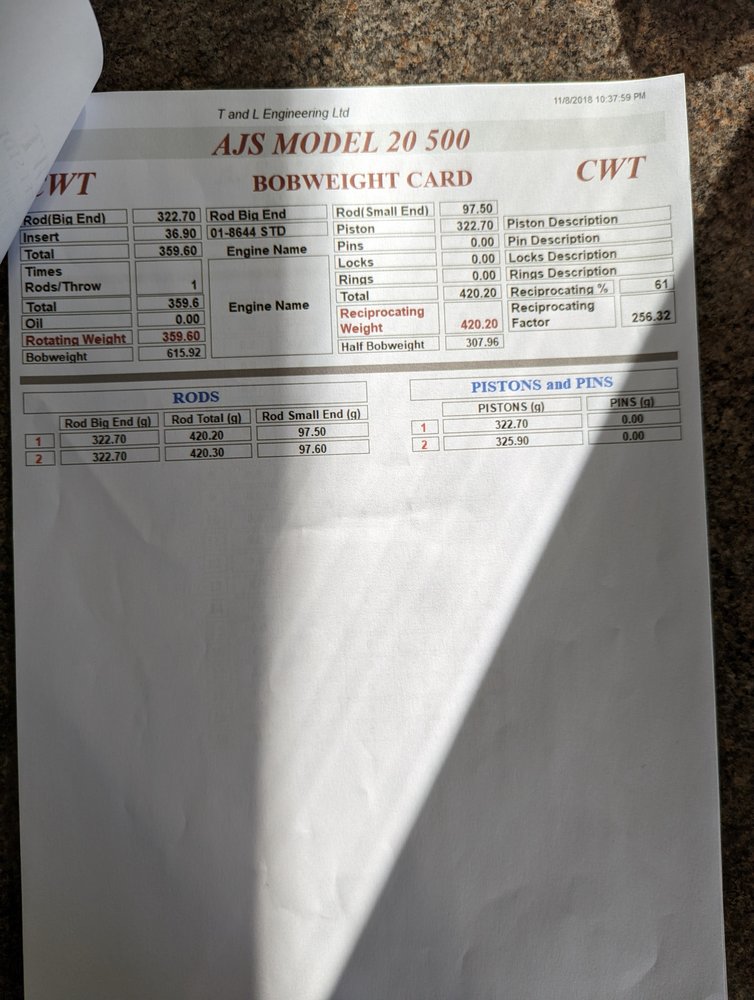 11/8/2018 10:37:59 PM
T and L Engineering Ltd
AJS MODEL 20 500
CWT BOBWEIGHT CARD CWT
Rod(Big End) 322.70 Rod Big End Rod(Small End) 97.50
Insert 36.90 01-8644 STD Piston 322.70 Piston Description
Total 359.60 Engine Name Pins 0.00 Pin Description
Times Rods/Throw 1 Locks 0.00 Locks Description
Rings 0.00 Rings Description
Total 359.6 Engine Name Total 420.20 Reciprocating % 61
Oil 0.00 Reciprocating Weight 420.20 Reciprocating Factor 256.32
Rotating Weight 359.60
Bobweight 615.92 Half Bobweight 307.96
RODS PISTONS and PINS
Rod Big End (g) Rod Total (g) Rod Small End (g) PISTONS (g) PINS (g)
1 322.70 420.20 97.50 1 322.70 0.00
2 322.70 420.30 97.60 2 325.90 0.00